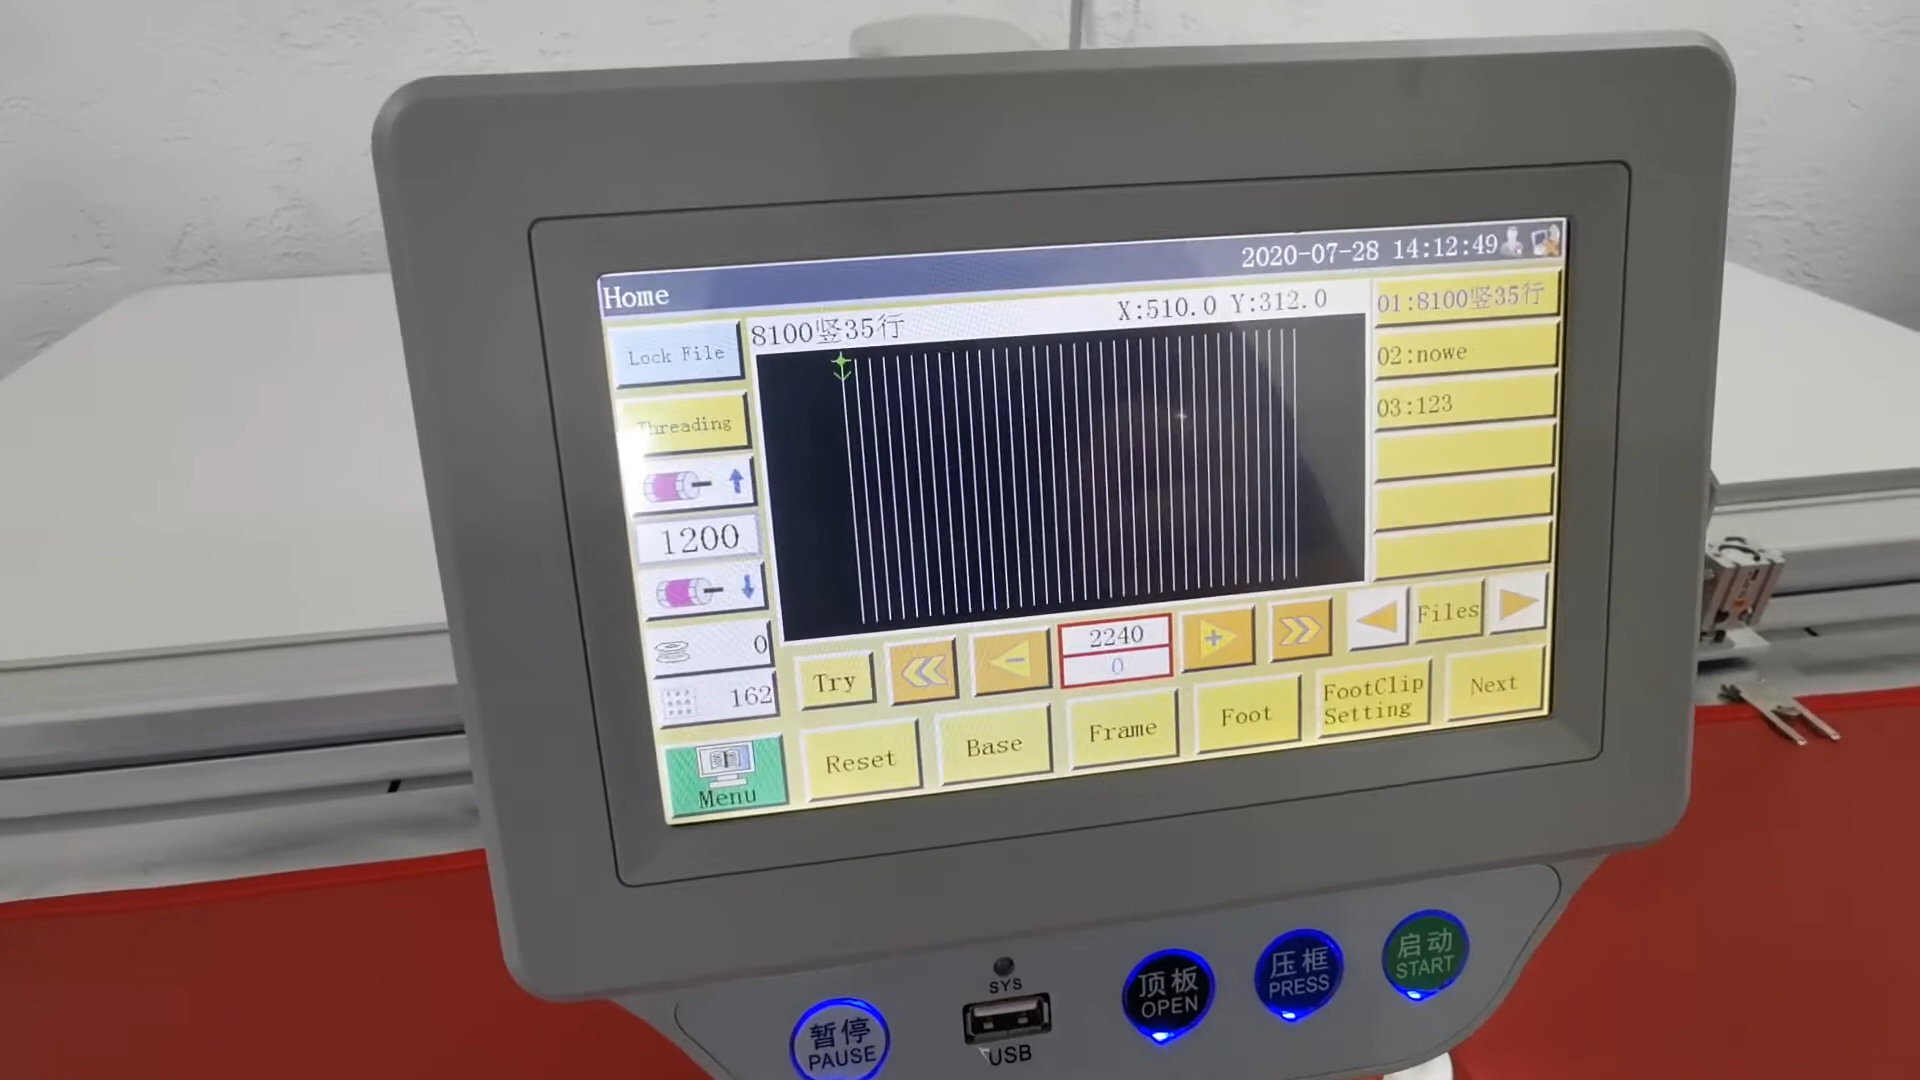 2020-07-28 14:12:49
Home
8100竖35行
X:510.0 Y:312.0
01:8100竖35行
Lock File
02:nowe
Threading
03:123
1200
0
162
Try
2240
0
Files
Menu
Reset
Base
Frame
Foot
FootClip
Setting
Next
暂停
PAUSE
SYS
USB
顶板
OPEN
压框
PRESS
启动
START